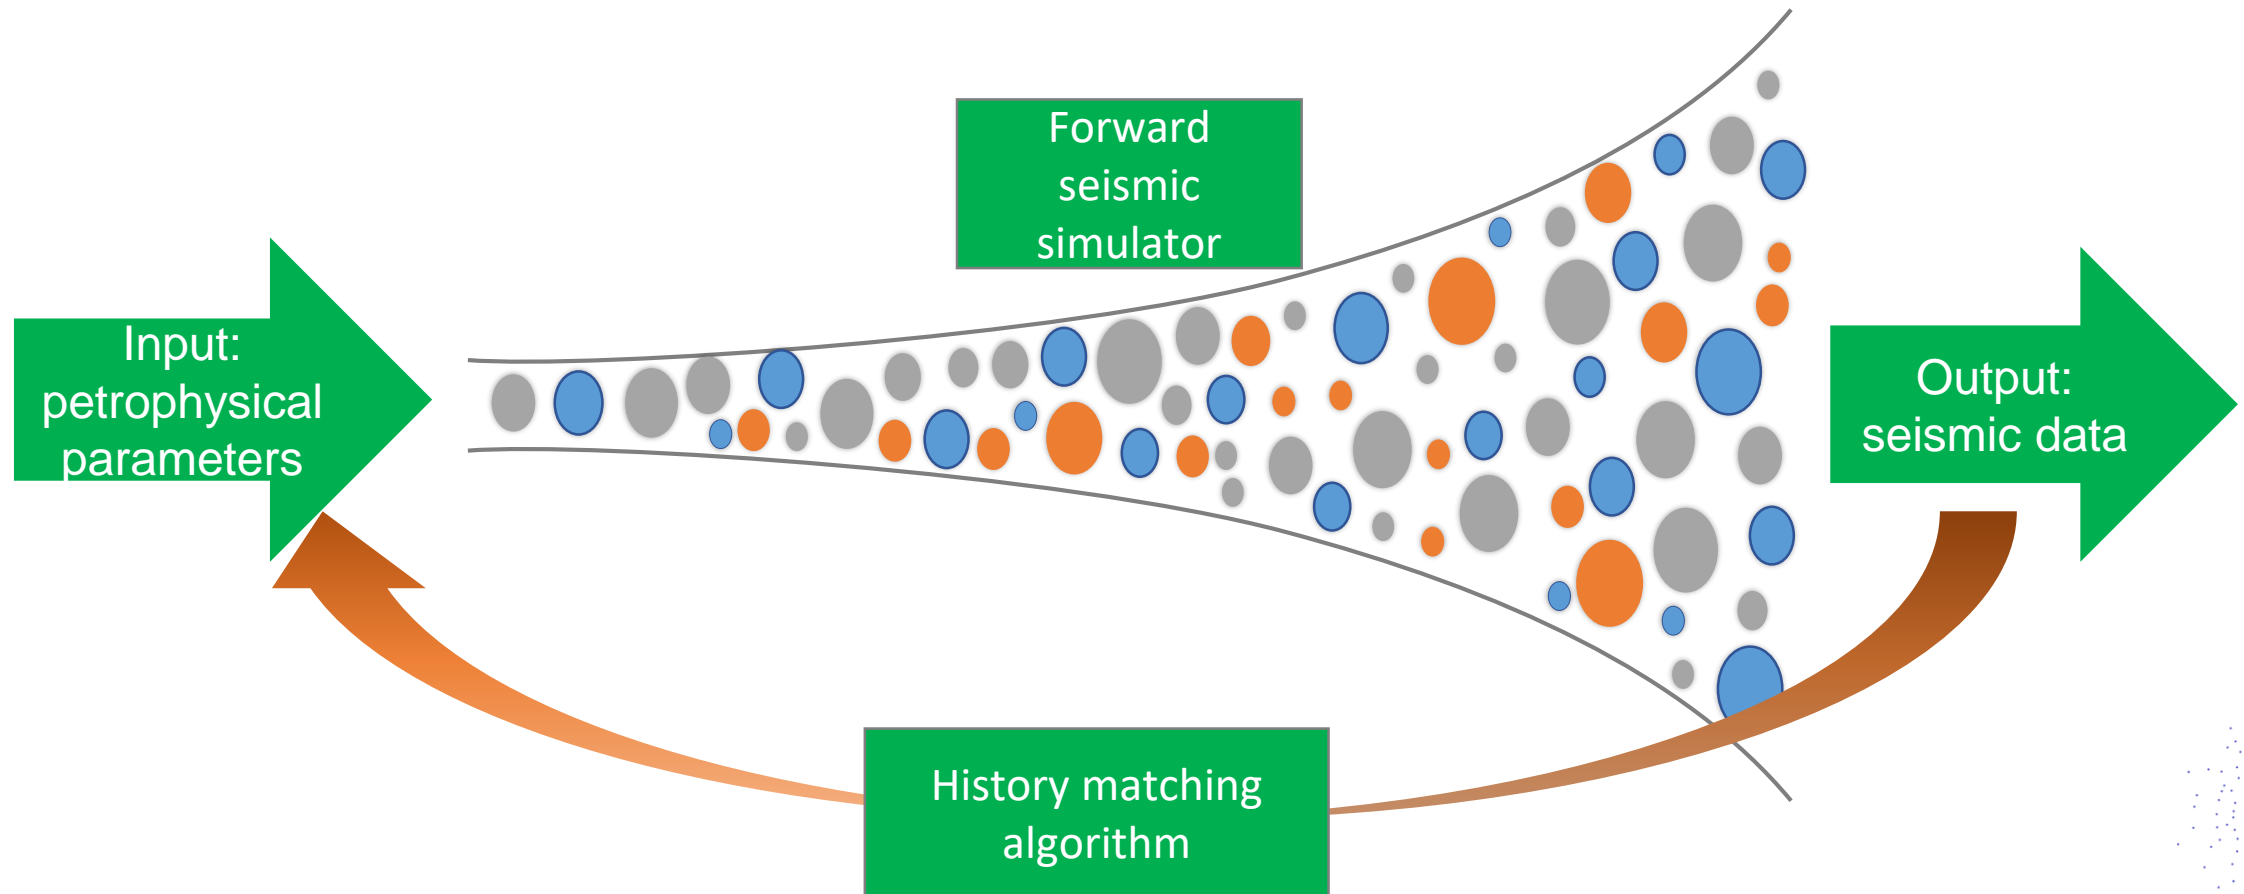 Forward
seismic
simulator
Input:
petrophysical
parameters
Output:
seismic data
History matching
algorithm